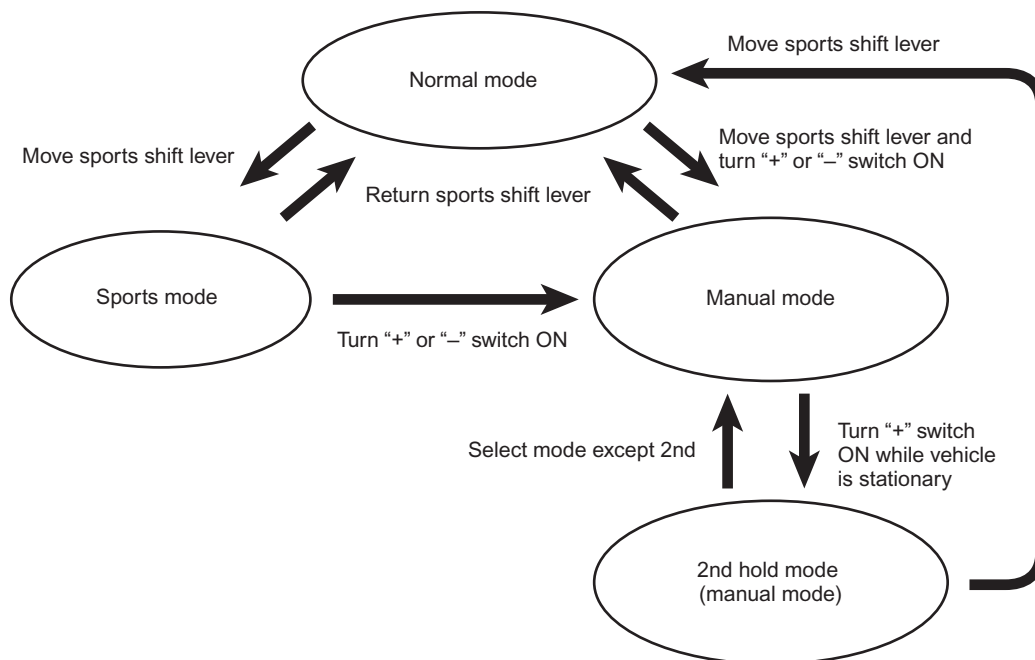 Move sports shift lever
Normal mode
Move sports shift lever
Move sports shift lever and
turn “+” or “–” switch ON
Return sports shift lever
Sports mode
Manual mode
Turn “+” or “–” switch ON
Select mode except 2nd
Turn “+” switch
ON while vehicle
is stationary
2nd hold mode
(manual mode)